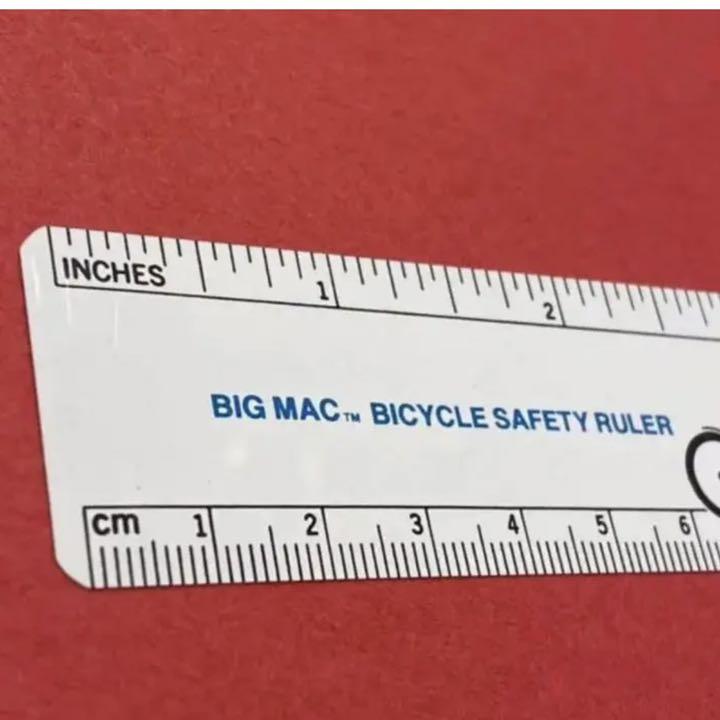 INCHES
1 2
BIG MAC™ BICYCLE SAFETY RULER
cm 1 2 3 4 5 6